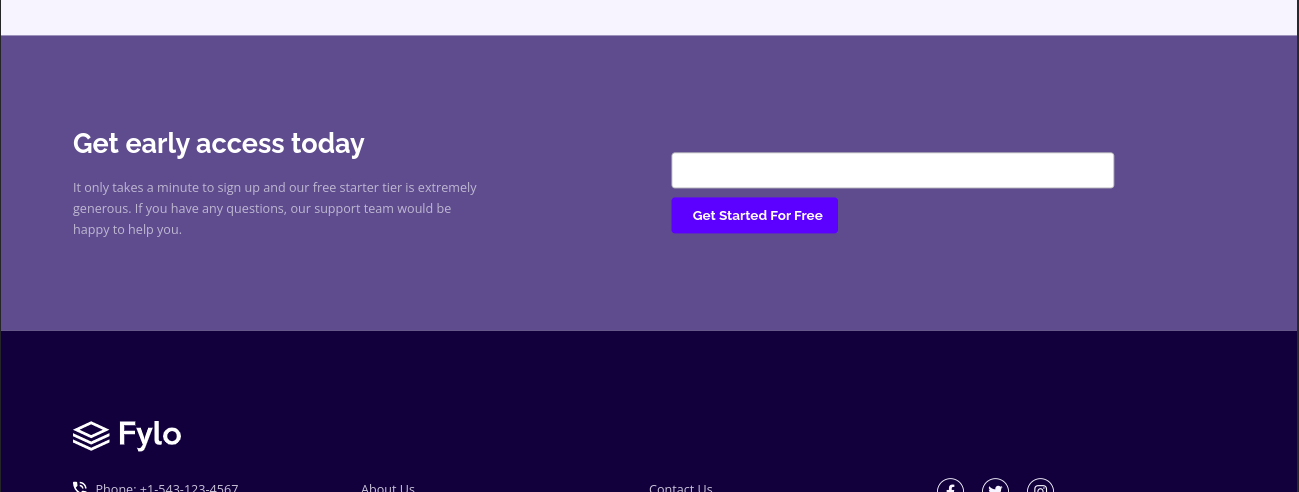 Get early access today
It only takes a minute to sign up and our free starter tier is extremely
generous. If you have any questions, our support team would be
happy to help you.
Get Started For Free
Fylo
Phone: +1-543-123-4567
About Us
Contact Us